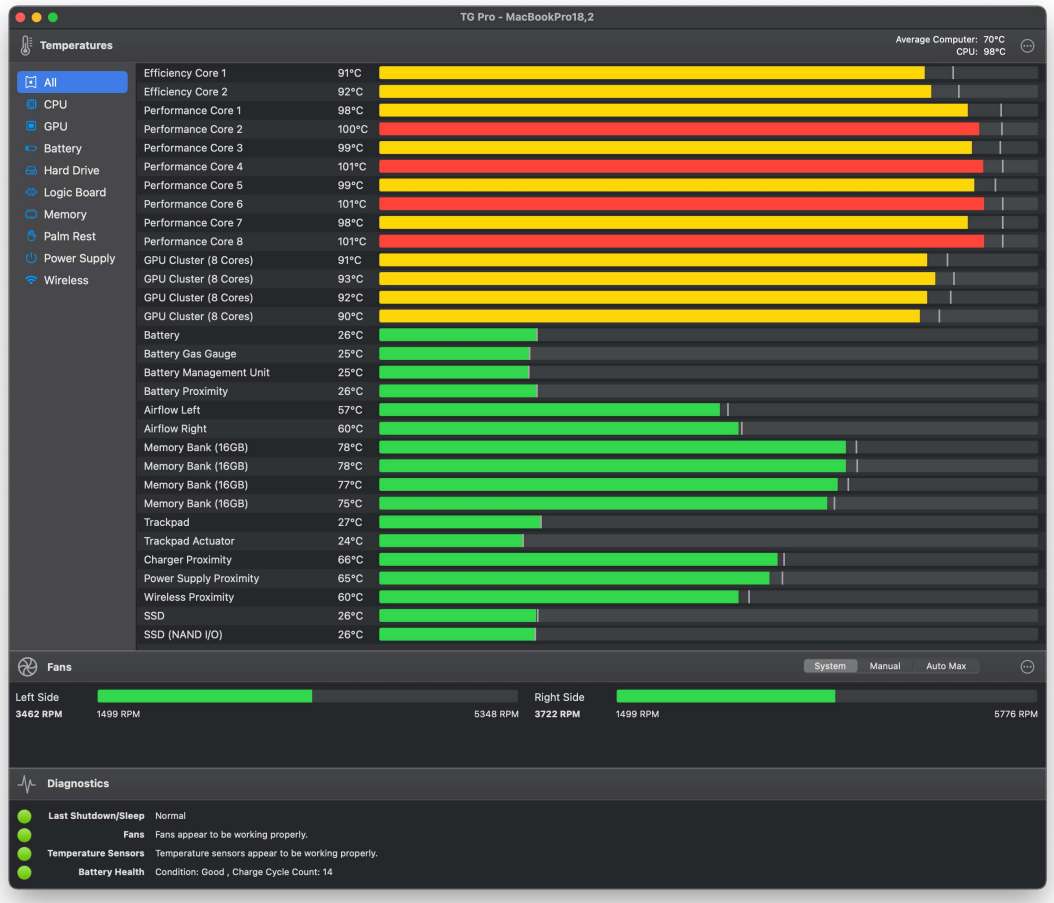 TG Pro - MacBookPro18,2
Temperatures
Average Computer: 70°C
CPU: 98°C
All
CPU
GPU
Battery
Hard Drive
Logic Board
Memory
Palm Rest
Power Supply
Wireless
Efficiency Core 1 91°C
Efficiency Core 2 92°C
Performance Core 1 98°C
Performance Core 2 100°C
Performance Core 3 99°C
Performance Core 4 101°C
Performance Core 5 99°C
Performance Core 6 101°C
Performance Core 7 98°C
Performance Core 8 101°C
GPU Cluster (8 Cores) 91°C
GPU Cluster (8 Cores) 93°C
GPU Cluster (8 Cores) 92°C
GPU Cluster (8 Cores) 90°C
Battery 26°C
Battery Gas Gauge 25°C
Battery Management Unit 25°C
Battery Proximity 26°C
Airflow Left 57°C
Airflow Right 60°C
Memory Bank (16GB) 78°C
Memory Bank (16GB) 78°C
Memory Bank (16GB) 77°C
Memory Bank (16GB) 75°C
Trackpad 27°C
Trackpad Actuator 24°C
Charger Proximity 66°C
Power Supply Proximity 65°C
Wireless Proximity 60°C
SSD 26°C
SSD (NAND I/O) 26°C
Fans
System Manual Auto Max
Left Side
3462 RPM 1499 RPM 5348 RPM
Right Side
3722 RPM 1499 RPM 5776 RPM
Diagnostics
Last Shutdown/Sleep Normal
Fans Fans appear to be working properly.
Temperature Sensors Temperature sensors appear to be working properly.
Battery Health Condition: Good , Charge Cycle Count: 14